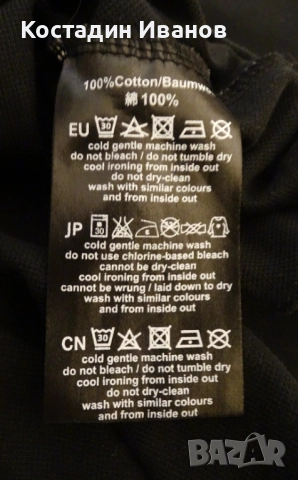 Костадин Иванов
100%Cotton/Baumw
綿 100%
EU 30
cold gentle machine wash
do not bleach / do not tumble dry
cool ironing from inside out
do not dry-clean
wash with similar colours
and from inside out
JP 30
cold gentle machine wash
do not use chlorine-based bleach
cannot be dry-clean
cool ironing from inside out
cannot be wrung / laid down to dry
wash with similar colours
and from inside out
CN 30
cold gentle machine wash
do not bleach / do not tumble dry
cool ironing from inside out
do not dry-clean
wash with similar colours
and from inside out
BAZAR